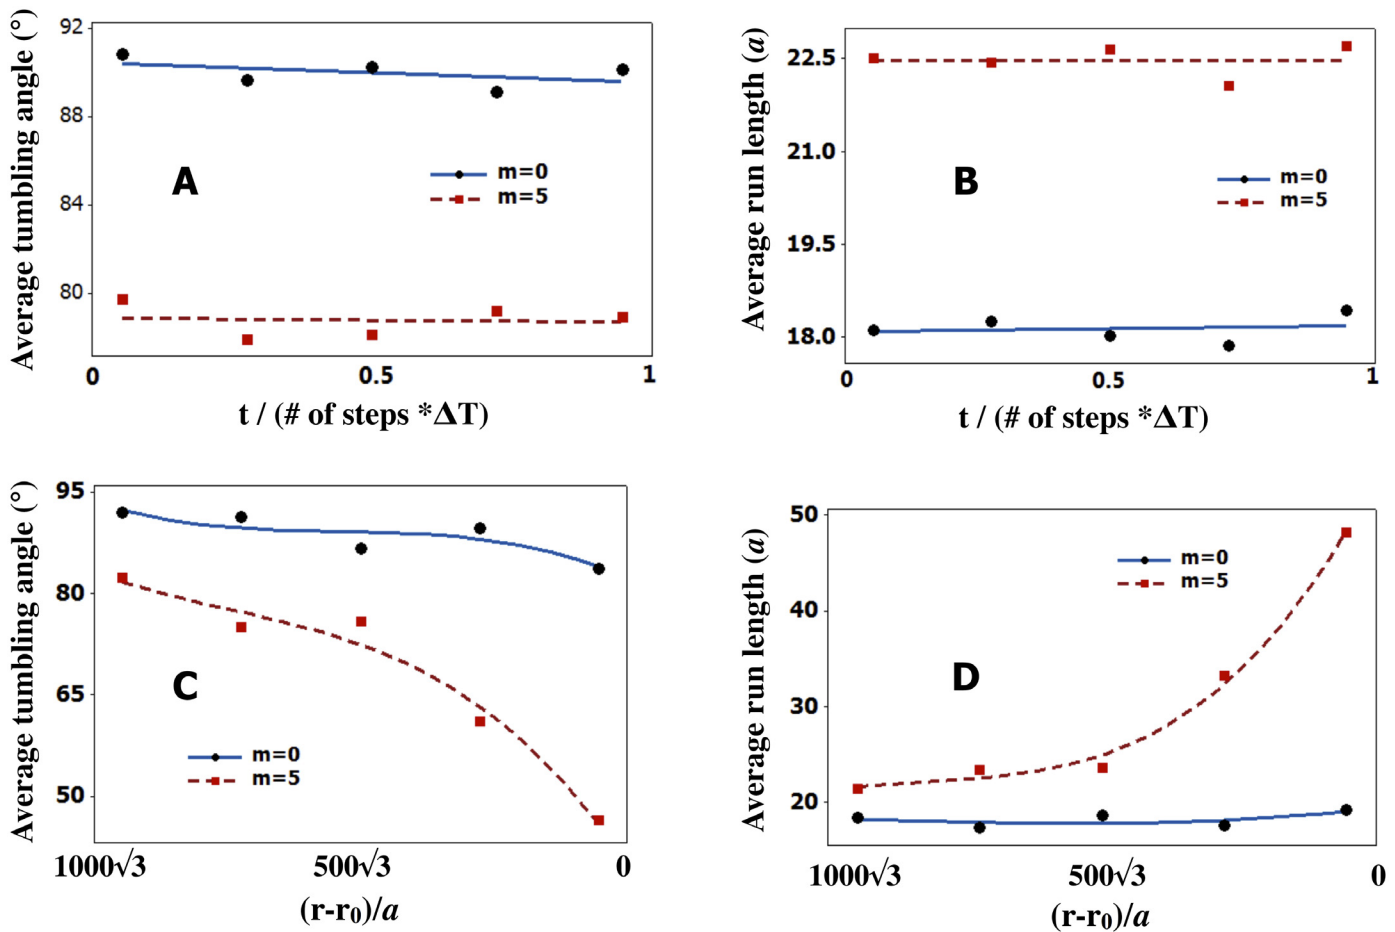 Average tumbling angle (°)
92
88
84
80
A
m=0
m=5
0
0.5
1
t / (# of steps *ΔT)
Average run length (a)
22.5
21.0
19.5
18.0
B
m=0
m=5
0
0.5
1
t / (# of steps *ΔT)
Average tumbling angle (°)
95
80
65
50
C
m=0
m=5
1000√3
500√3
0
(r-r₀)/a
Average run length (a)
50
40
30
20
D
m=0
m=5
1000√3
500√3
0
(r-r₀)/a